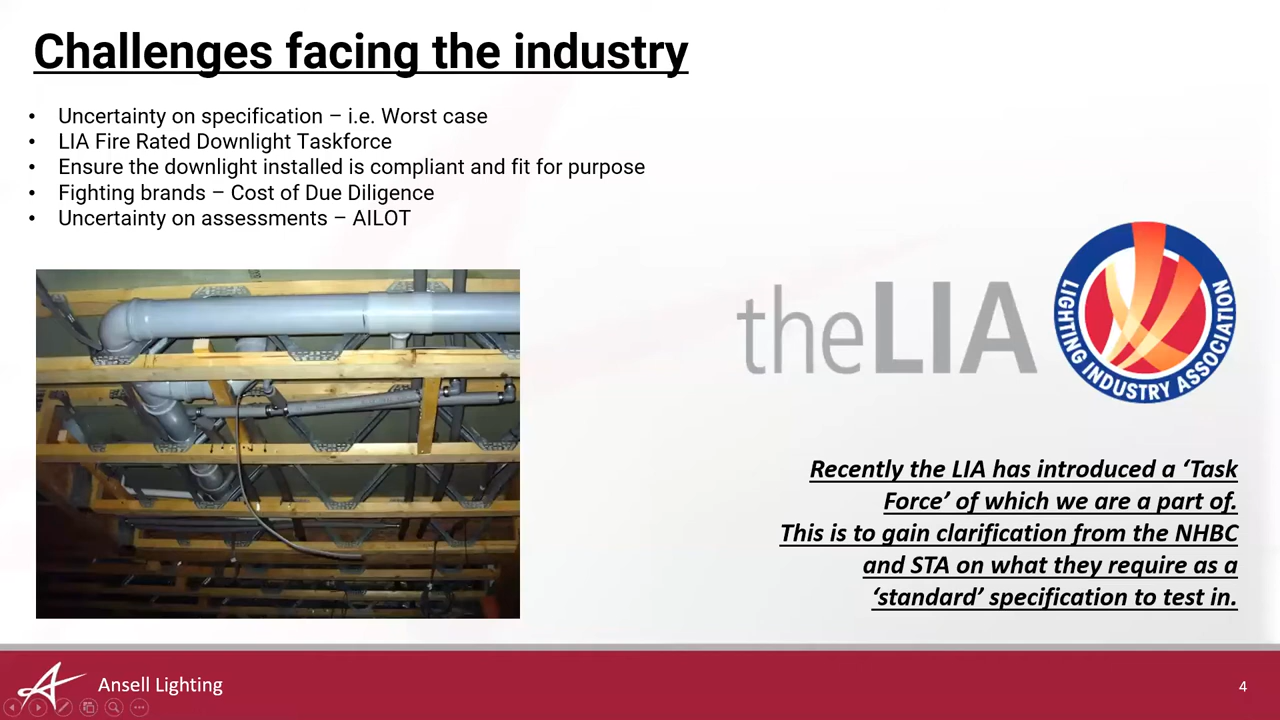 Challenges facing the industry
• Uncertainty on specification – i.e. Worst case
• LIA Fire Rated Downlight Taskforce
• Ensure the downlight installed is compliant and fit for purpose
• Fighting brands – Cost of Due Diligence
• Uncertainty on assessments – AILOT
theLIA
LIGHTING INDUSTRY ASSOCIATION
Recently the LIA has introduced a ‘Task
Force’ of which we are a part of.
This is to gain clarification from the NHBC
and STA on what they require as a
‘standard’ specification to test in.
Ansell Lighting
4